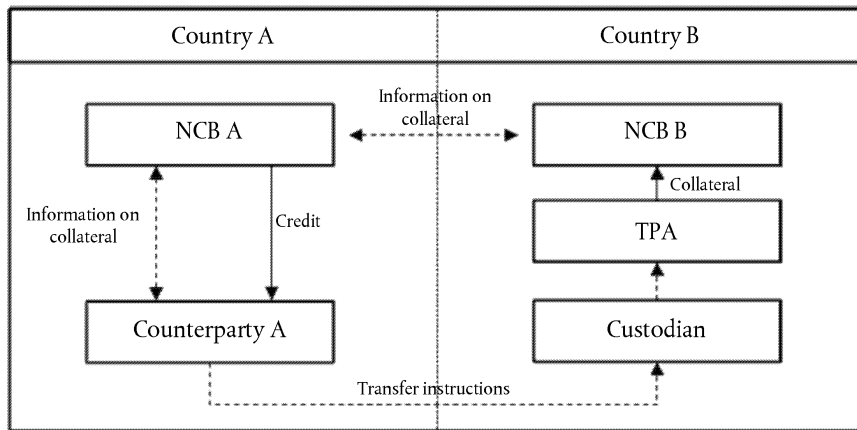 Country A
Country B
Information on
collateral
NCB A
NCB B
Collateral
Information on
collateral
Credit
TPA
Counterparty A
Custodian
Transfer instructions